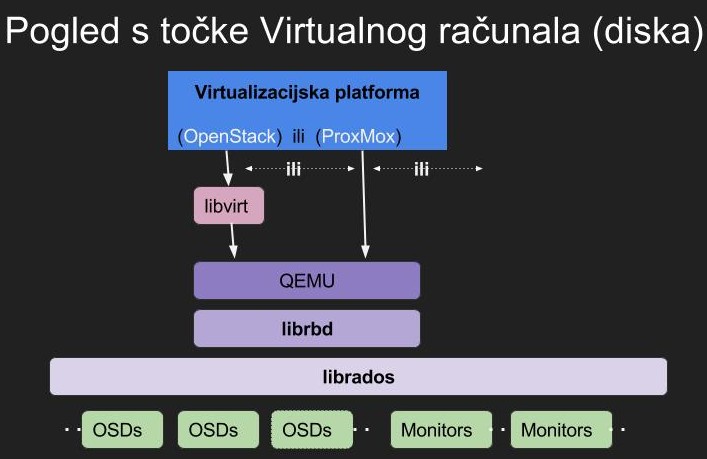 Pogled s točke Virtualnog računala (diska)
Virtualizacijska platforma
(OpenStack) ili (ProxMox)
ili ili
libvirt
QEMU
librbd
librados
OSDs OSDs OSDs Monitors Monitors